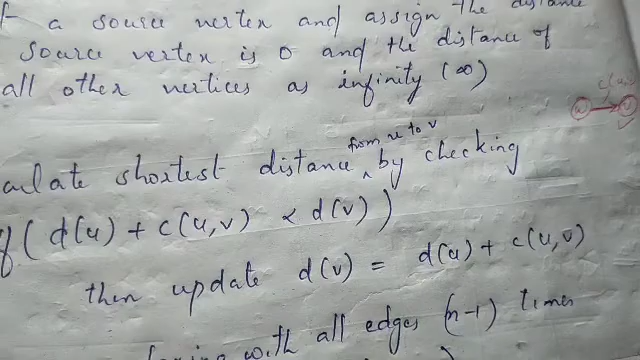 a source vertex and assign the distance
source vertex is 0 and the distance of
all other vertices as infinity (∞)
from u to v
shortest distance ^ by checking
(d(u) + c(u,v) < d(v))
then update d(v) = d(u) + c(u,v)
with all edges (n-1) times